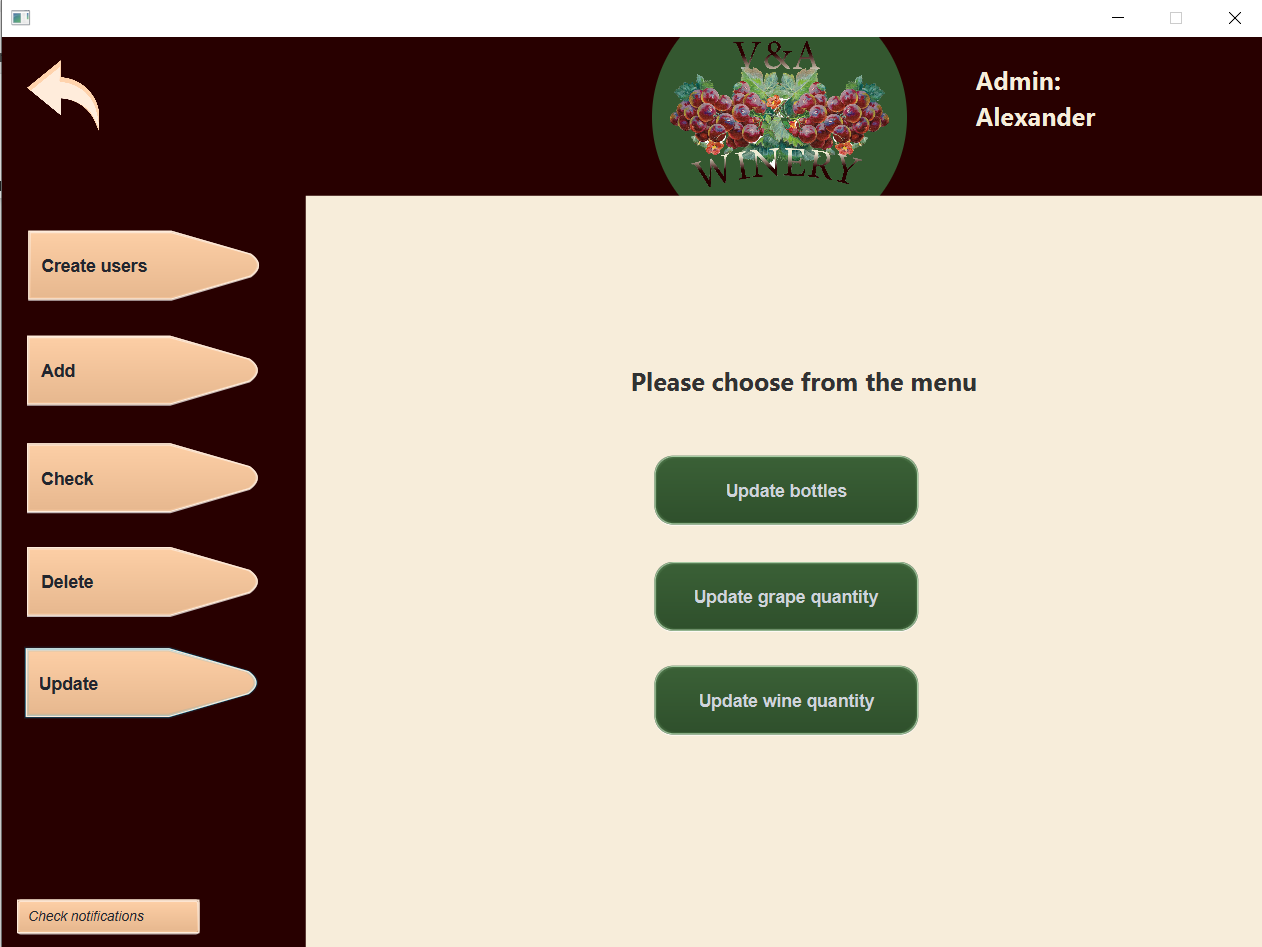 V&A
WINERY
Admin:
Alexander
Create users
Add
Check
Delete
Update
Check notifications
Please choose from the menu
Update bottles
Update grape quantity
Update wine quantity